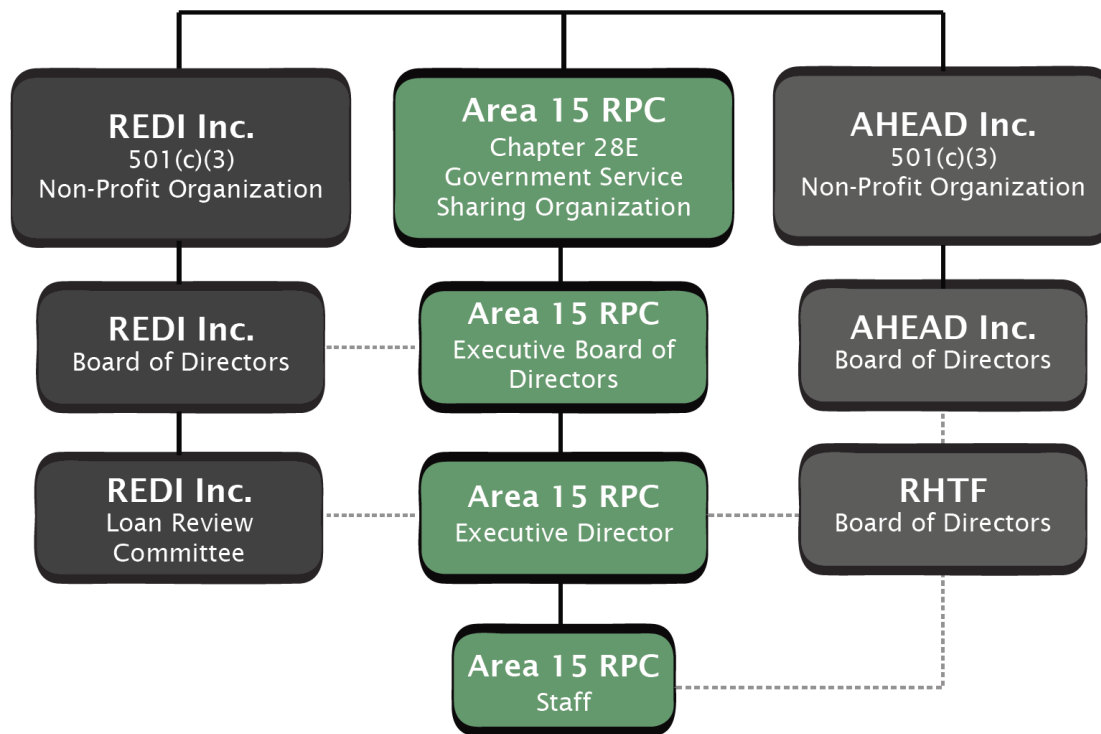 REDI Inc.
501(c)(3)
Non-Profit Organization
Area 15 RPC
Chapter 28E
Government Service
Sharing Organization
AHEAD Inc.
501(c)(3)
Non-Profit Organization
REDI Inc.
Board of Directors
Area 15 RPC
Executive Board of
Directors
AHEAD Inc.
Board of Directors
REDI Inc.
Loan Review
Committee
Area 15 RPC
Executive Director
RHTF
Board of Directors
Area 15 RPC
Staff